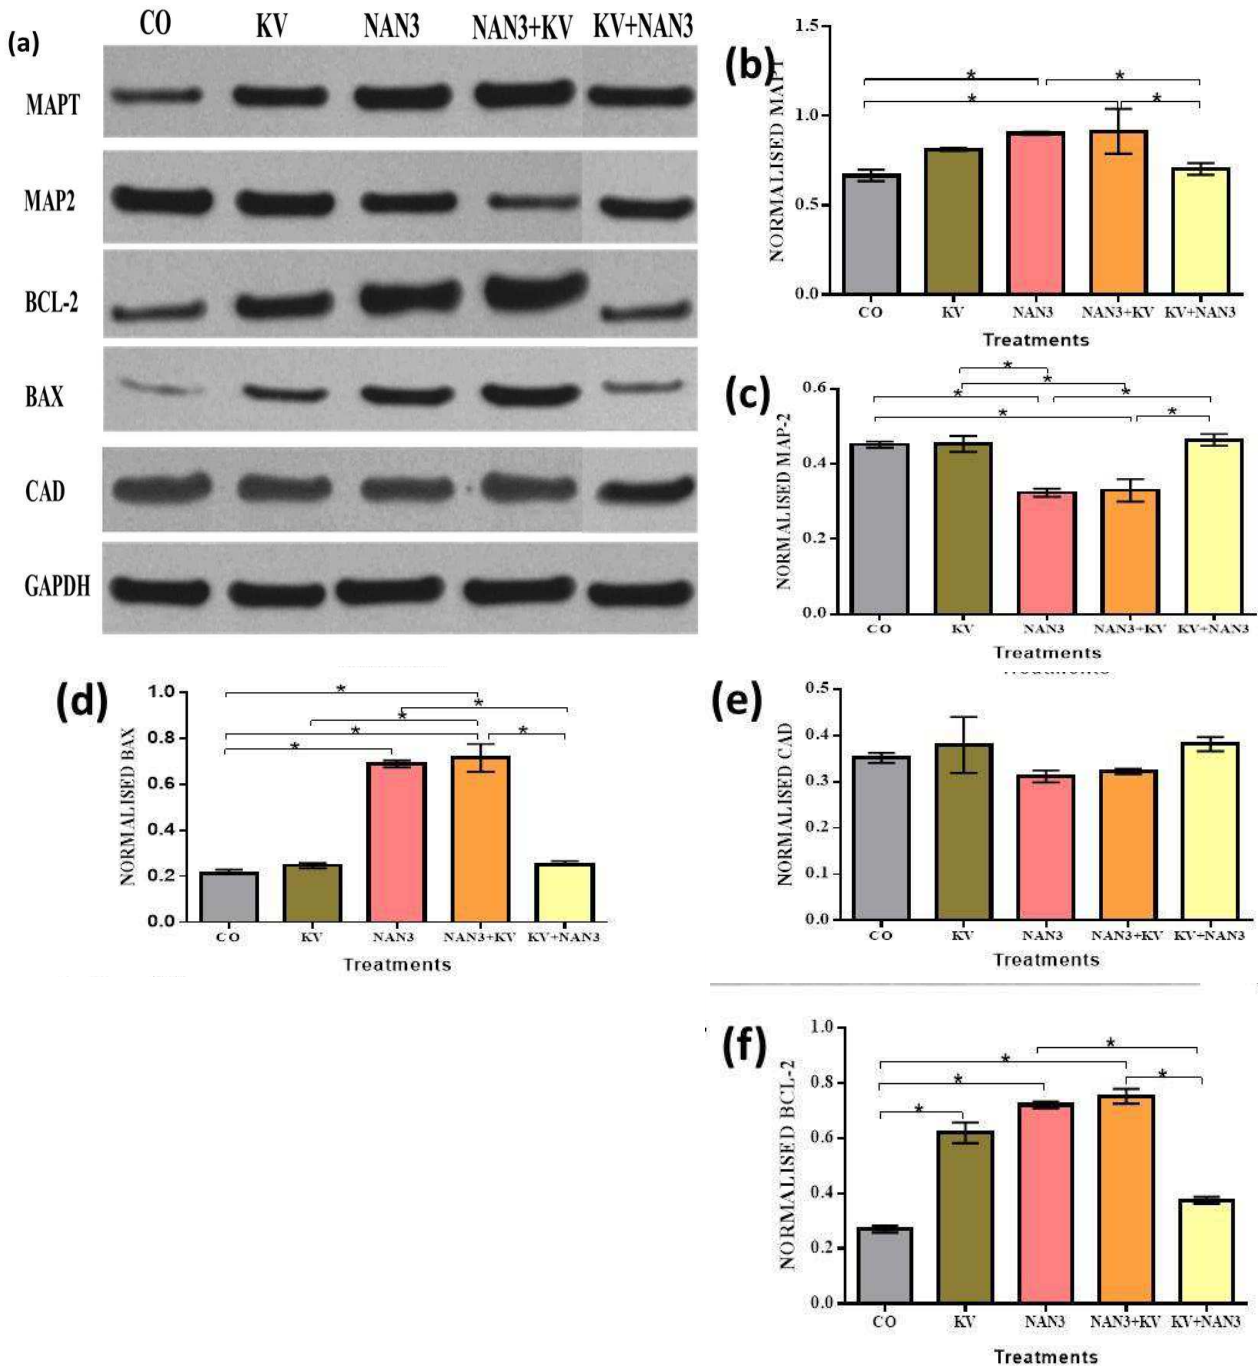 (a)
CO KV NAN3 NAN3+KV KV+NAN3
MAPT
MAP2
BCL-2
BAX
CAD
GAPDH
(b)
NORMALISED MAPT
1.5
1.0
0.5
0.0
* *
* *
CO KV NAN3 NAN3+KV KV+NAN3
Treatments
(c)
NORMALISED MAP-2
0.6
0.4
0.2
0.0
*
*
* *
* *
CO KV NAN3 NAN3+KV KV+NAN3
Treatments
(d)
NORMALISED BAX
1.0
0.8
0.6
0.4
0.2
0.0
*
*
*
* *
*
CO KV NAN3 NAN3+KV KV+NAN3
Treatments
(e)
NORMALISED CAD
0.5
0.4
0.3
0.2
0.1
0.0
CO KV NAN3 NAN3+KV KV+NAN3
Treatments
(f)
NORMALISED BCL-2
1.0
0.8
0.6
0.4
0.2
0.0
*
*
* *
*
CO KV NAN3 NAN3+KV KV+NAN3
Treatments